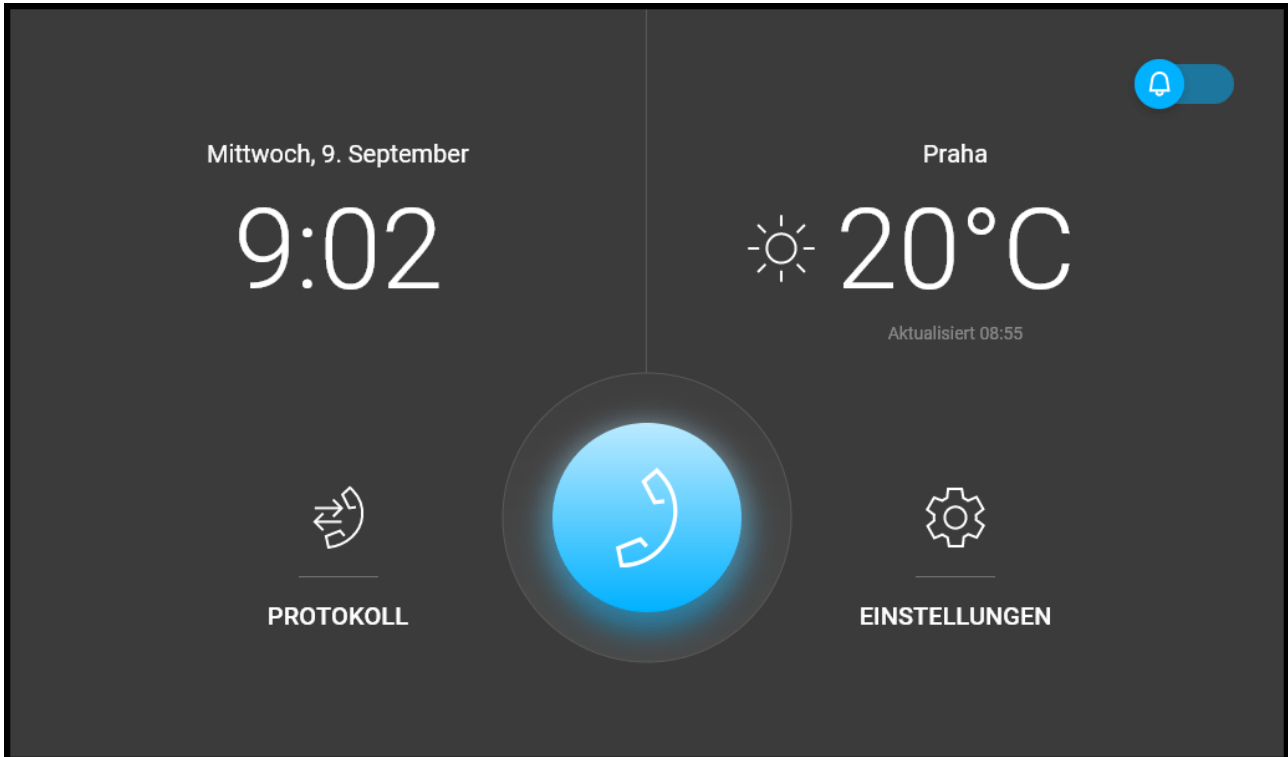 Mittwoch, 9. September
9:02
Praha
20°C
Aktualisiert 08:55
PROTOKOLL
EINSTELLUNGEN